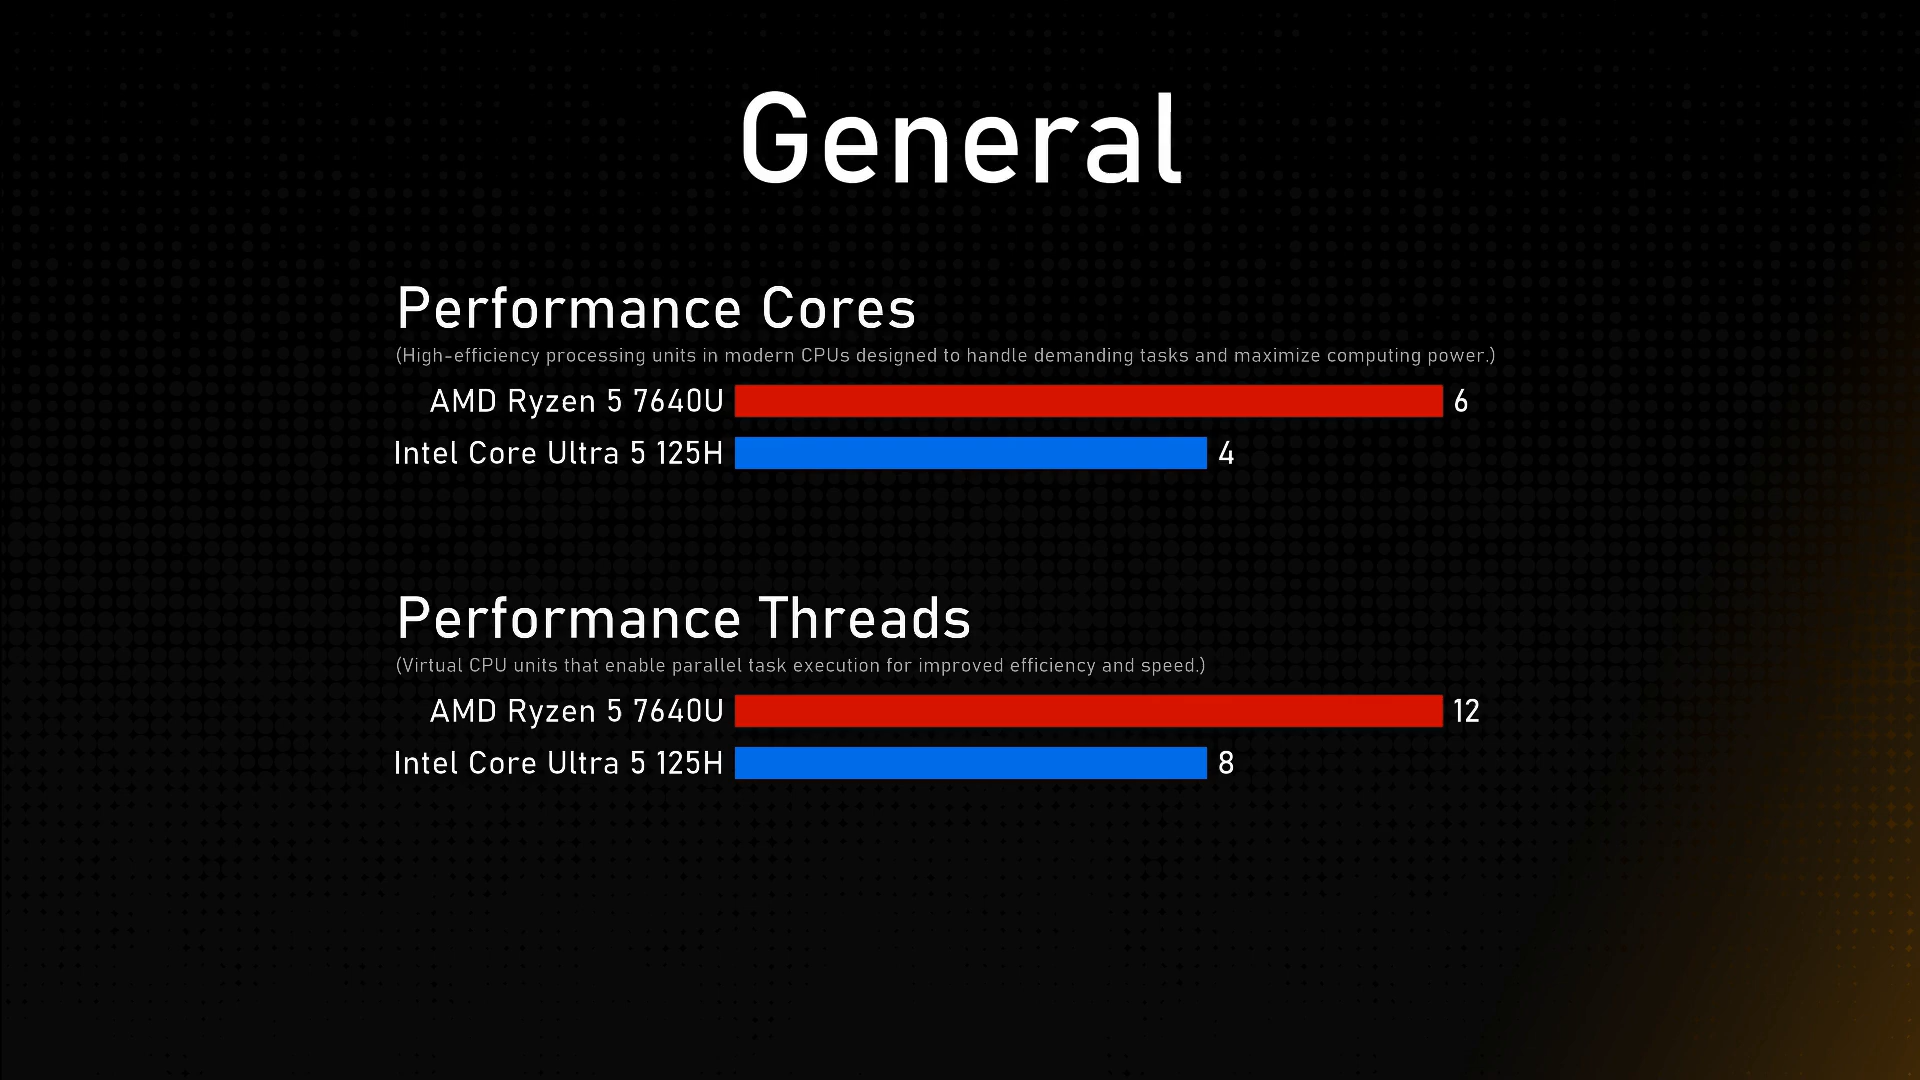 General
Performance Cores
(High-efficiency processing units in modern CPUs designed to handle demanding tasks and maximize computing power.)
AMD Ryzen 5 7640U 6
Intel Core Ultra 5 125H 4
Performance Threads
(Virtual CPU units that enable parallel task execution for improved efficiency and speed.)
AMD Ryzen 5 7640U 12
Intel Core Ultra 5 125H 8